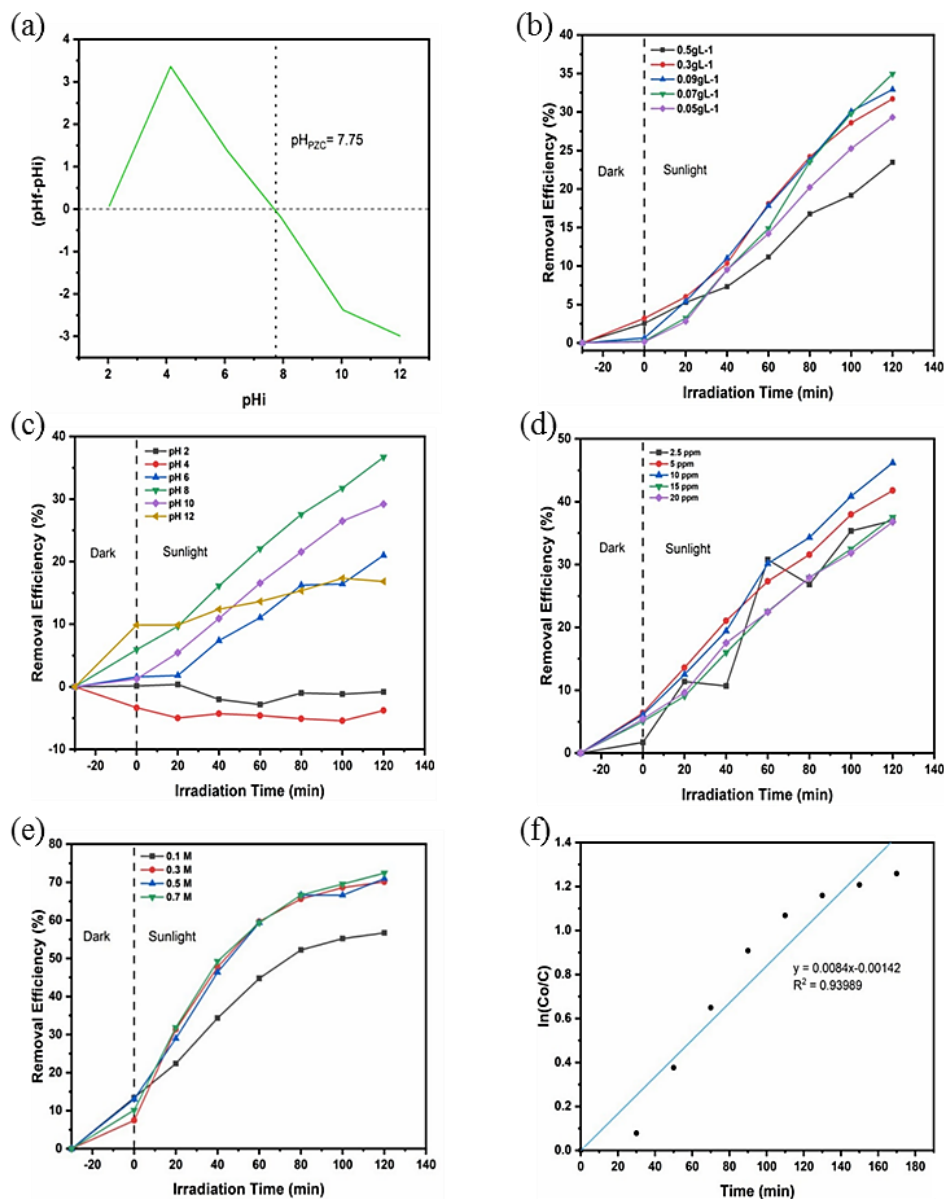 (a)
4
3
2
1
0
-1
-2
-3
(pHf-pHi)
pHPZC= 7.75
2 4 6 8 10 12
pHi
(b)
40
35
30
25
20
15
10
5
0
Removal Efficiency (%)
0.5gL-1
0.3gL-1
0.09gL-1
0.07gL-1
0.05gL-1
Dark Sunlight
-20 0 20 40 60 80 100 120 140
Irradiation Time (min)
(c)
40
30
20
10
0
-10
Removal Efficiency (%)
pH 2
pH 4
pH 6
pH 8
pH 10
pH 12
Dark Sunlight
-20 0 20 40 60 80 100 120 140
Irradiation Time (min)
(d)
50
40
30
20
10
0
Removal Efficiency (%)
2.5 ppm
5 ppm
10 ppm
15 ppm
20 ppm
Dark Sunlight
-20 0 20 40 60 80 100 120 140
Irradiation Time (min)
(e)
80
70
60
50
40
30
20
10
0
Removal Efficiency (%)
0.1 M
0.3 M
0.5 M
0.7 M
Dark Sunlight
-20 0 20 40 60 80 100 120 140
Irradiation Time (min)
(f)
1.4
1.2
1.0
0.8
0.6
0.4
0.2
0.0
ln(Co/C)
y = 0.0084x-0.00142
R² = 0.93989
0 20 40 60 80 100 120 140 160 180
Time (min)